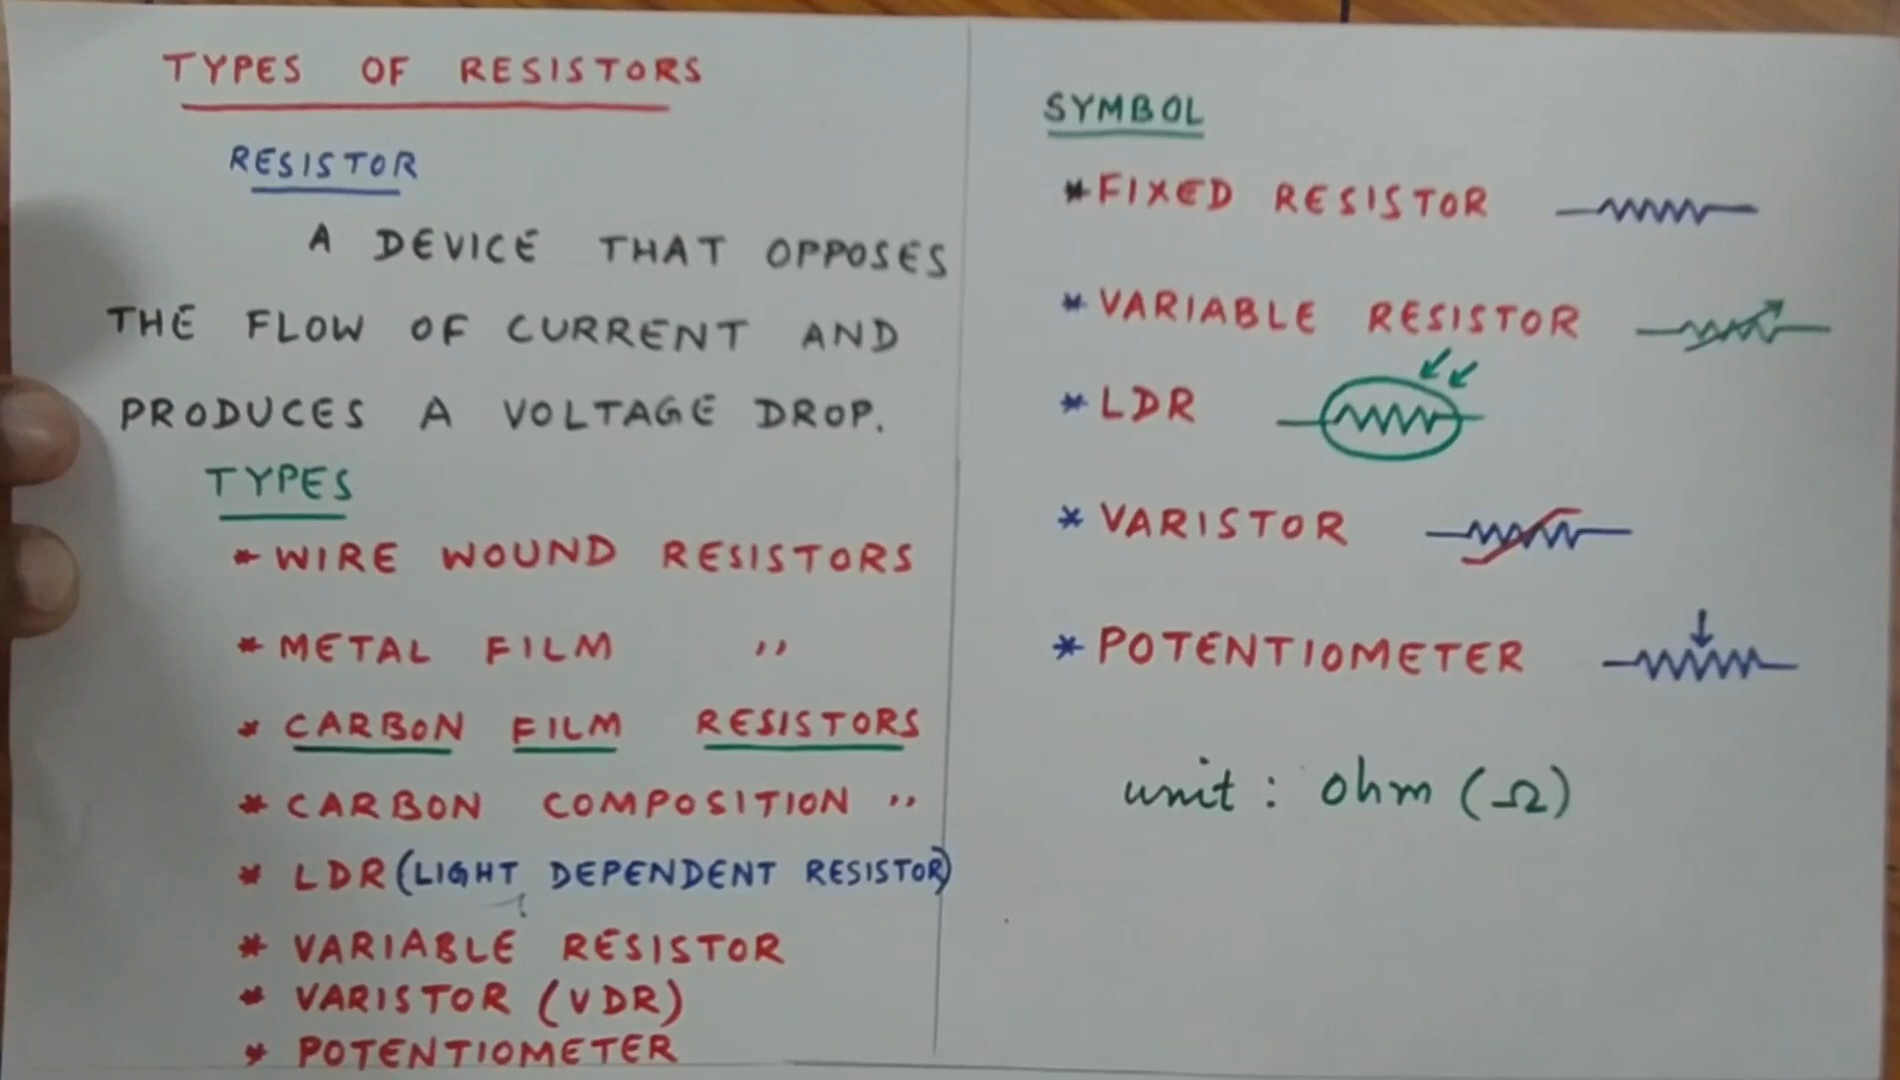 TYPES OF RESISTORS
RESISTOR
A DEVICE THAT OPPOSES
THE FLOW OF CURRENT AND
PRODUCES A VOLTAGE DROP.
TYPES
* WIRE WOUND RESISTORS
* METAL FILM ,,
* CARBON FILM RESISTORS
* CARBON COMPOSITION ,,
* LDR (LIGHT DEPENDENT RESISTOR)
* VARIABLE RESISTOR
* VARISTOR (VDR)
* POTENTIOMETER
SYMBOL
* FIXED RESISTOR
* VARIABLE RESISTOR
* LDR
* VARISTOR
* POTENTIOMETER
unit : ohm (Ω)